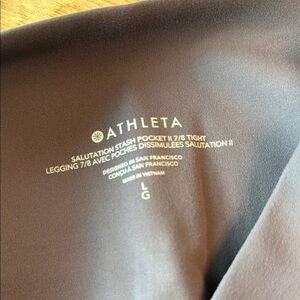 ATHLETA
SALUTATION STASH POCKET II 7/8 TIGHT
LEGGING 7/8 AVEC POCHES DISSIMULÉES SALUTATION II
DESIGNED IN SAN FRANCISCO
CONÇU À SAN FRANCISCO
MADE IN VIETNAM
L
G